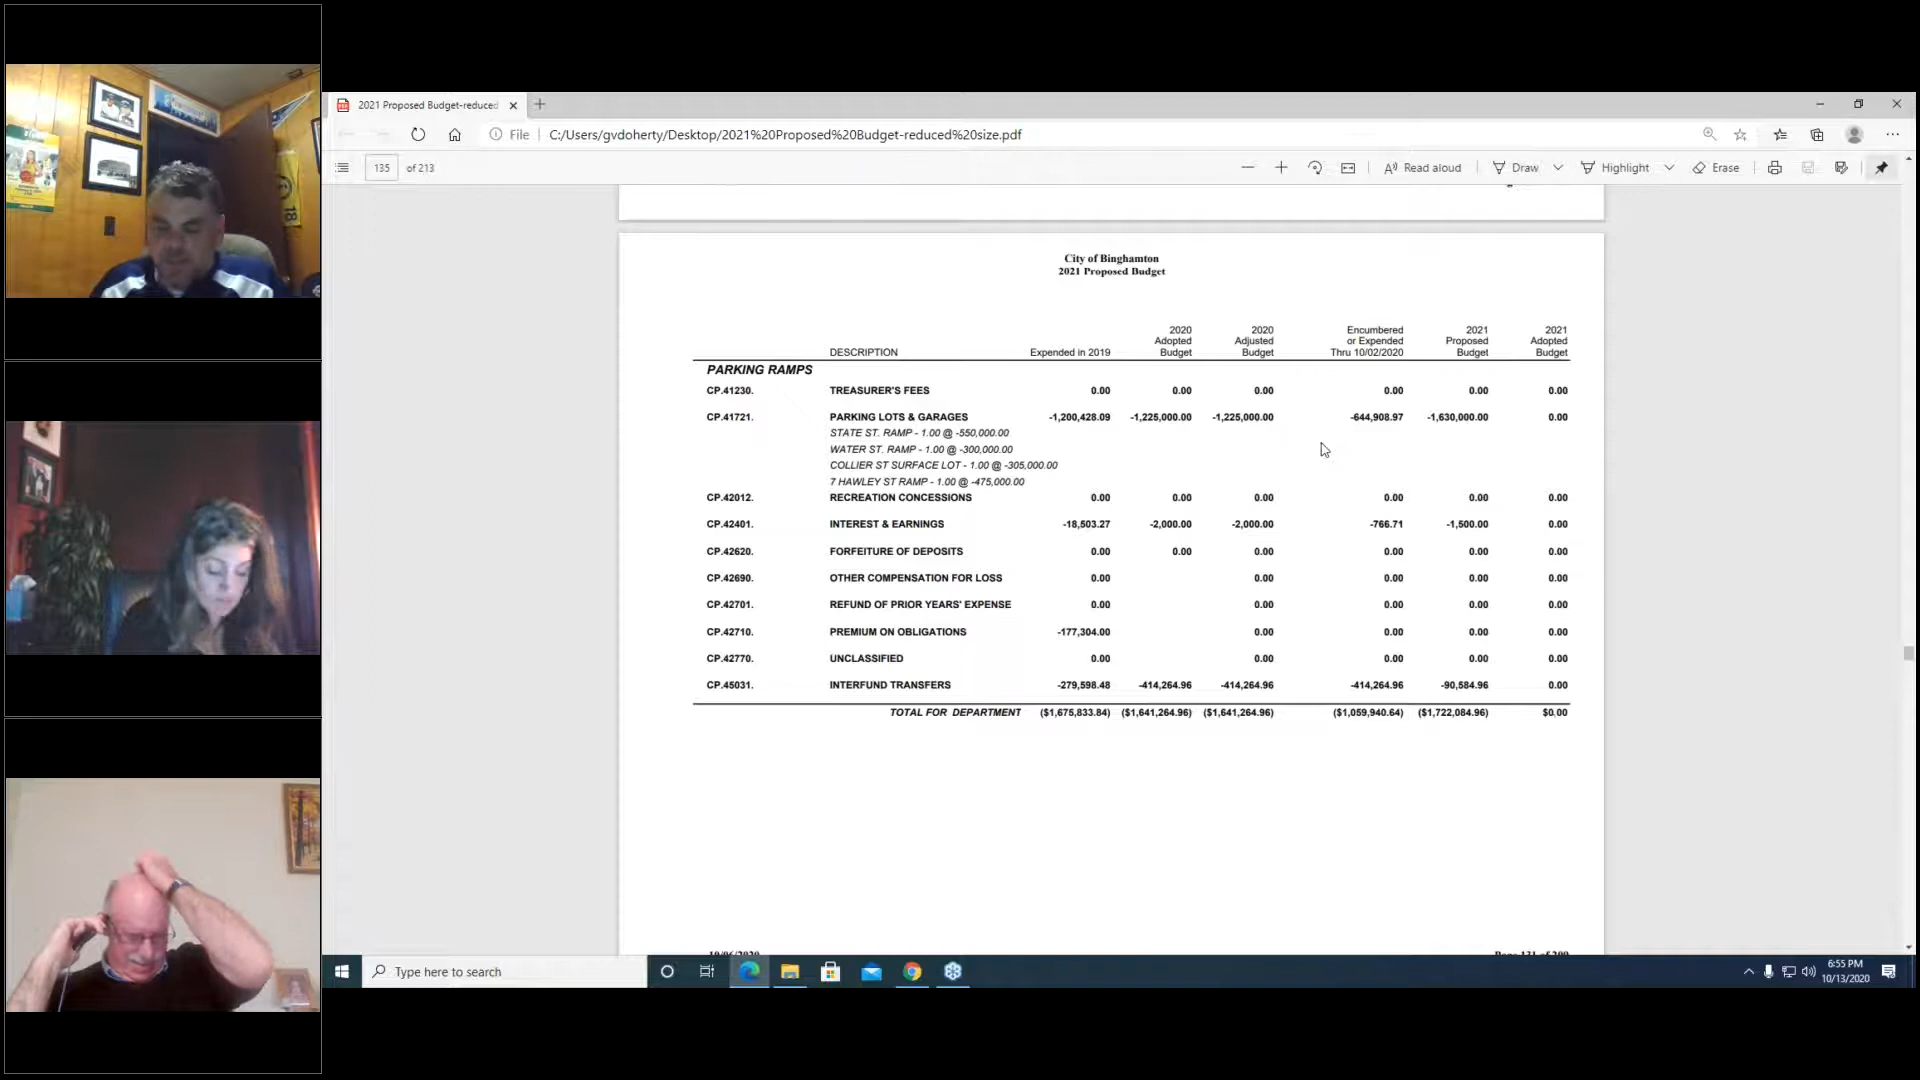 2021 Proposed Budget-reduced
File C:/Users/gvdoherty/Desktop/2021%20Proposed%20Budget-reduced%20size.pdf
135 of 213 Read aloud Draw Highlight Erase
City of Binghamton
2021 Proposed Budget
2020 2020 Encumbered 2021 2021
Adopted Adjusted or Expended Proposed Adopted
DESCRIPTION Expended in 2019 Budget Budget Thru 10/02/2020 Budget Budget
PARKING RAMPS
CP.41230. TREASURER'S FEES 0.00 0.00 0.00 0.00 0.00 0.00
CP.41721. PARKING LOTS & GARAGES -1,200,428.09 -1,225,000.00 -1,225,000.00 -644,908.97 -1,630,000.00 0.00
STATE ST. RAMP - 1.00 @ -550,000.00
WATER ST. RAMP - 1.00 @ -300,000.00
COLLIER ST SURFACE LOT - 1.00 @ -305,000.00
7 HAWLEY ST RAMP - 1.00 @ -475,000.00
CP.42012. RECREATION CONCESSIONS 0.00 0.00 0.00 0.00 0.00 0.00
CP.42401. INTEREST & EARNINGS -18,503.27 -2,000.00 -2,000.00 -766.71 -1,500.00 0.00
CP.42620. FORFEITURE OF DEPOSITS 0.00 0.00 0.00 0.00 0.00 0.00
CP.42690. OTHER COMPENSATION FOR LOSS 0.00 0.00 0.00 0.00 0.00
CP.42701. REFUND OF PRIOR YEARS' EXPENSE 0.00 0.00 0.00 0.00 0.00
CP.42710. PREMIUM ON OBLIGATIONS -177,304.00 0.00 0.00 0.00 0.00
CP.42770. UNCLASSIFIED 0.00 0.00 0.00 0.00 0.00
CP.45031. INTERFUND TRANSFERS -279,598.48 -414,264.96 -414,264.96 -414,264.96 -90,584.96 0.00
TOTAL FOR DEPARTMENT ($1,675,833.84) ($1,641,264.96) ($1,641,264.96) ($1,059,940.64) ($1,722,084.96) $0.00
Type here to search
6:55 PM
10/13/2020